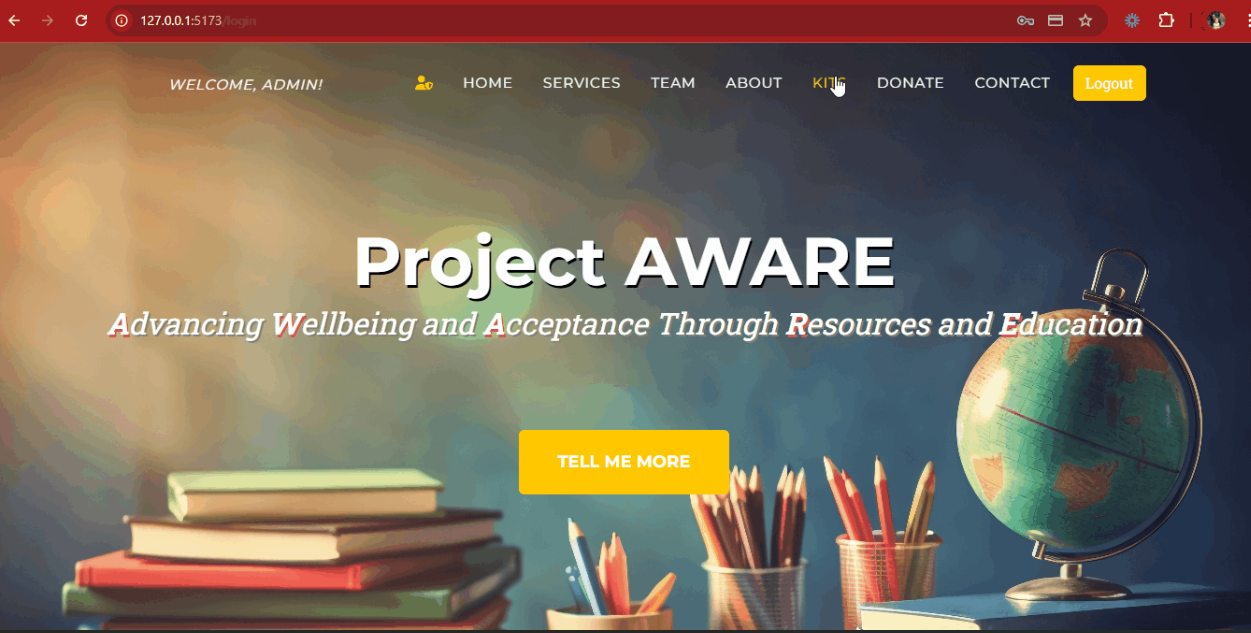 127.0.0.1:5173/login
WELCOME, ADMIN!
HOME SERVICES TEAM ABOUT KITS DONATE CONTACT Logout
Project AWARE
Advancing Wellbeing and Acceptance Through Resources and Education
TELL ME MORE